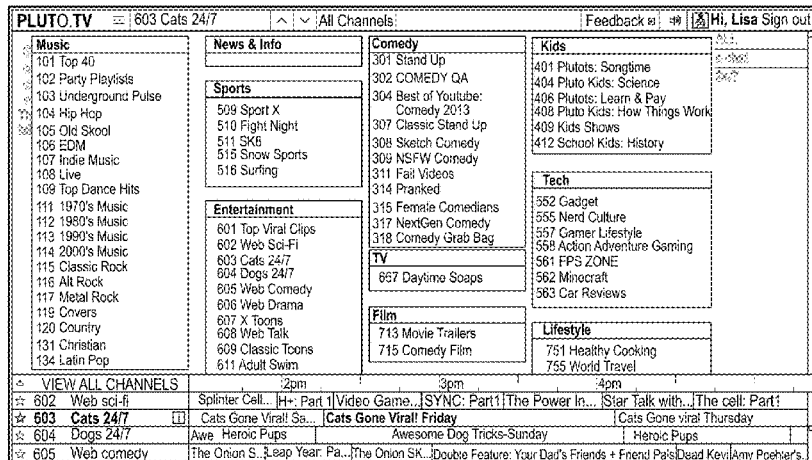 PLUTO.TV 603 Cats 24/7 All Channels Feedback Hi, Lisa Sign out
Music
101 Top 40
102 Party Playlists
103 Underground Pulse
104 Hip Hop
105 Old Skool
106 EDM
107 Indie Music
108 Live
109 Top Dance Hits
111 1970's Music
112 1980's Music
113 1990's Music
114 2000's Music
115 Classic Rock
116 Alt Rock
117 Metal Rock
119 Covers
120 Country
131 Christian
134 Latin Pop
News & Info
Sports
509 Sport X
510 Fight Night
511 SK8
515 Snow Sports
516 Surfing
Entertainment
601 Top Viral Clips
602 Web Sci-Fi
603 Cats 24/7
604 Dogs 24/7
605 Web Comedy
606 Web Drama
607 X Toons
608 Web Talk
609 Classic Toons
611 Adult Swim
Comedy
301 Stand Up
302 COMEDY QA
304 Best of Youtube:
Comedy 2013
307 Classic Stand Up
308 Sketch Comedy
309 NSFW Comedy
311 Fail Videos
314 Pranked
315 Female Comedians
317 NextGen Comedy
318 Comedy Grab Bag
TV
667 Daytime Soaps
Film
713 Movie Trailers
715 Comedy Film
Kids
401 Plutots: Songtime
404 Pluto Kids: Science
406 Plutots: Learn & Pay
408 Pluto Kids: How Things Work
409 Kids Shows
412 School Kids: History
Tech
552 Gadget
555 Nerd Culture
557 Gamer Lifestyle
558 Action Adventure Gaming
561 FPS ZONE
562 Minecraft
563 Car Reviews
Lifestyle
751 Healthy Cooking
755 World Travel
VIEW ALL CHANNELS 2pm 3pm 4pm
602 Web sci-fi Splinter Cell... H+: Part 1 Video Game... SYNC: Part1 The Power In... Star Talk with... The cell: Part1
603 Cats 24/7 Cats Gone Viral! Sa... Cats Gone Viral! Friday Cats Gone viral Thursday
604 Dogs 24/7 Awe Heroic Pups Awesome Dog Tricks-Sunday Heroic Pups
605 Web comedy The Onion S... Leap Year: Pa... The Onion SK... Double Feature: Your Dad's Friends + Friend Pals Dead Kevi Amy Poehler's.